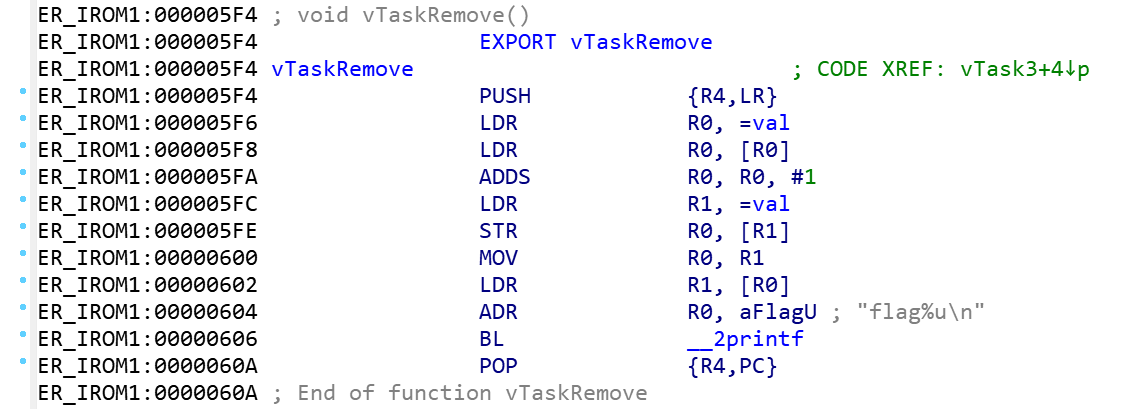 ER_IROM1:000005F4 ; void vTaskRemove()
ER_IROM1:000005F4 EXPORT vTaskRemove
ER_IROM1:000005F4 vTaskRemove ; CODE XREF: vTask3+4↓p
ER_IROM1:000005F4 PUSH {R4,LR}
ER_IROM1:000005F6 LDR R0, =val
ER_IROM1:000005F8 LDR R0, [R0]
ER_IROM1:000005FA ADDS R0, R0, #1
ER_IROM1:000005FC LDR R1, =val
ER_IROM1:000005FE STR R0, [R1]
ER_IROM1:00000600 MOV R0, R1
ER_IROM1:00000602 LDR R1, [R0]
ER_IROM1:00000604 ADR R0, aFlagU ; "flag%u\n"
ER_IROM1:00000606 BL __2printf
ER_IROM1:0000060A POP {R4,PC}
ER_IROM1:0000060A ; End of function vTaskRemove